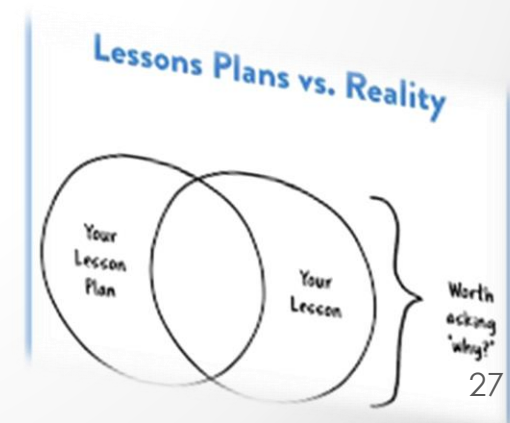 Lessons Plans vs. Reality
Your
Lesson
Plan
Your
Lesson
Worth
asking
"why?"
27